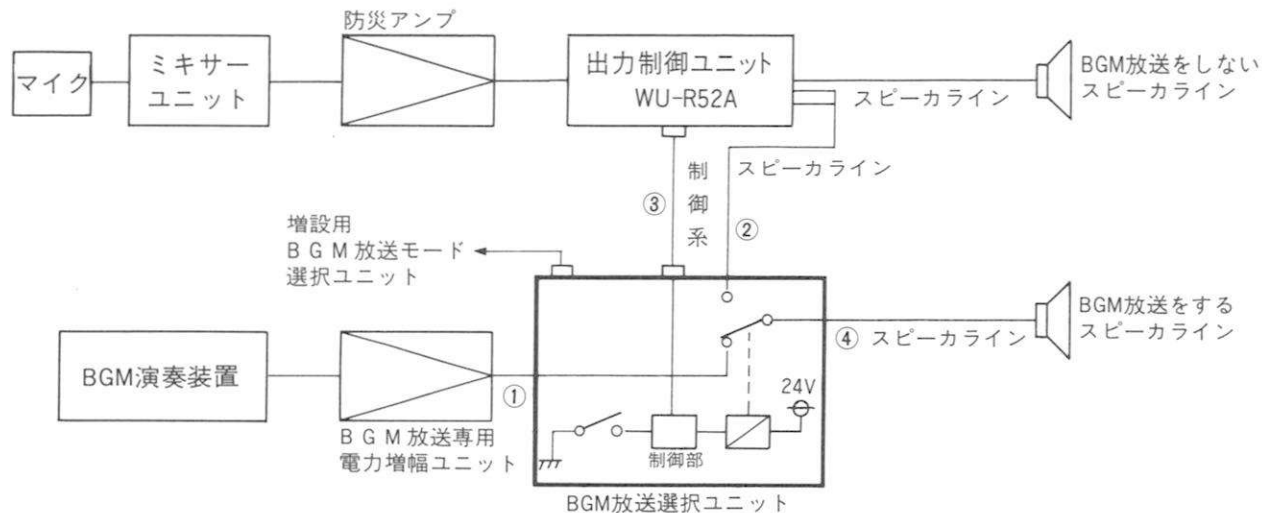 防災アンプ
マイク
ミキサー
ユニット
出力制御ユニット
WU-R52A
スピーカライン
BGM放送をしない
スピーカライン
スピーカライン
制御系
③
②
増設用
BGM放送モード
選択ユニット
BGM演奏装置
①
BGM放送専用
電力増幅ユニット
24V
制御部
④ スピーカライン
BGM放送をする
スピーカライン
BGM放送選択ユニット